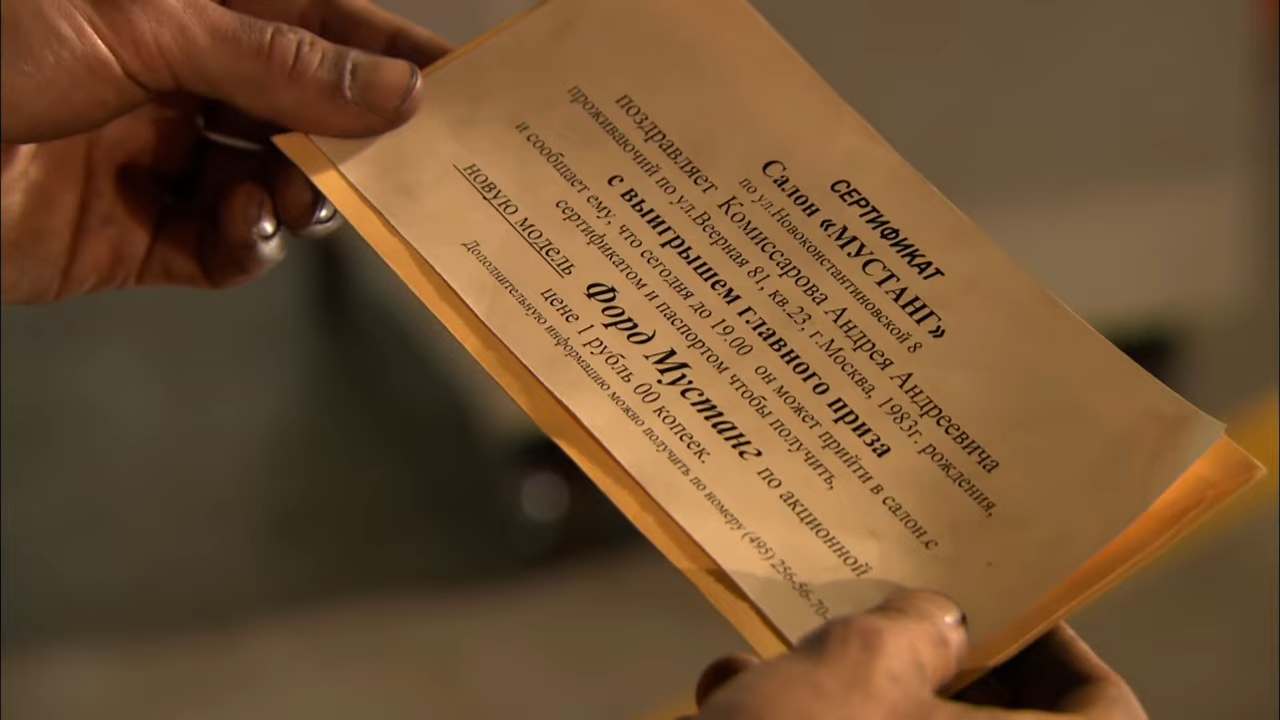 СЕРТИФИКАТ
Салон «МУСТАНГ»
по ул.Новоконстантиновской 8
поздравляет Комиссарова Андрея Андреевича
проживаючий по ул.Веерная 81, кв.23, г.Москва, 1983г. рождения,
с выигрышем главного приза
и сообщает ему, что сегодня до 19.00 он может прийти в салон с
сертификатом и паспортом чтобы получить,
новую модель Форд Мустанг по акционной
цене 1 рубль 00 копеек.
Дополнительную информацию можно получить по номеру (495) 256-56-70-